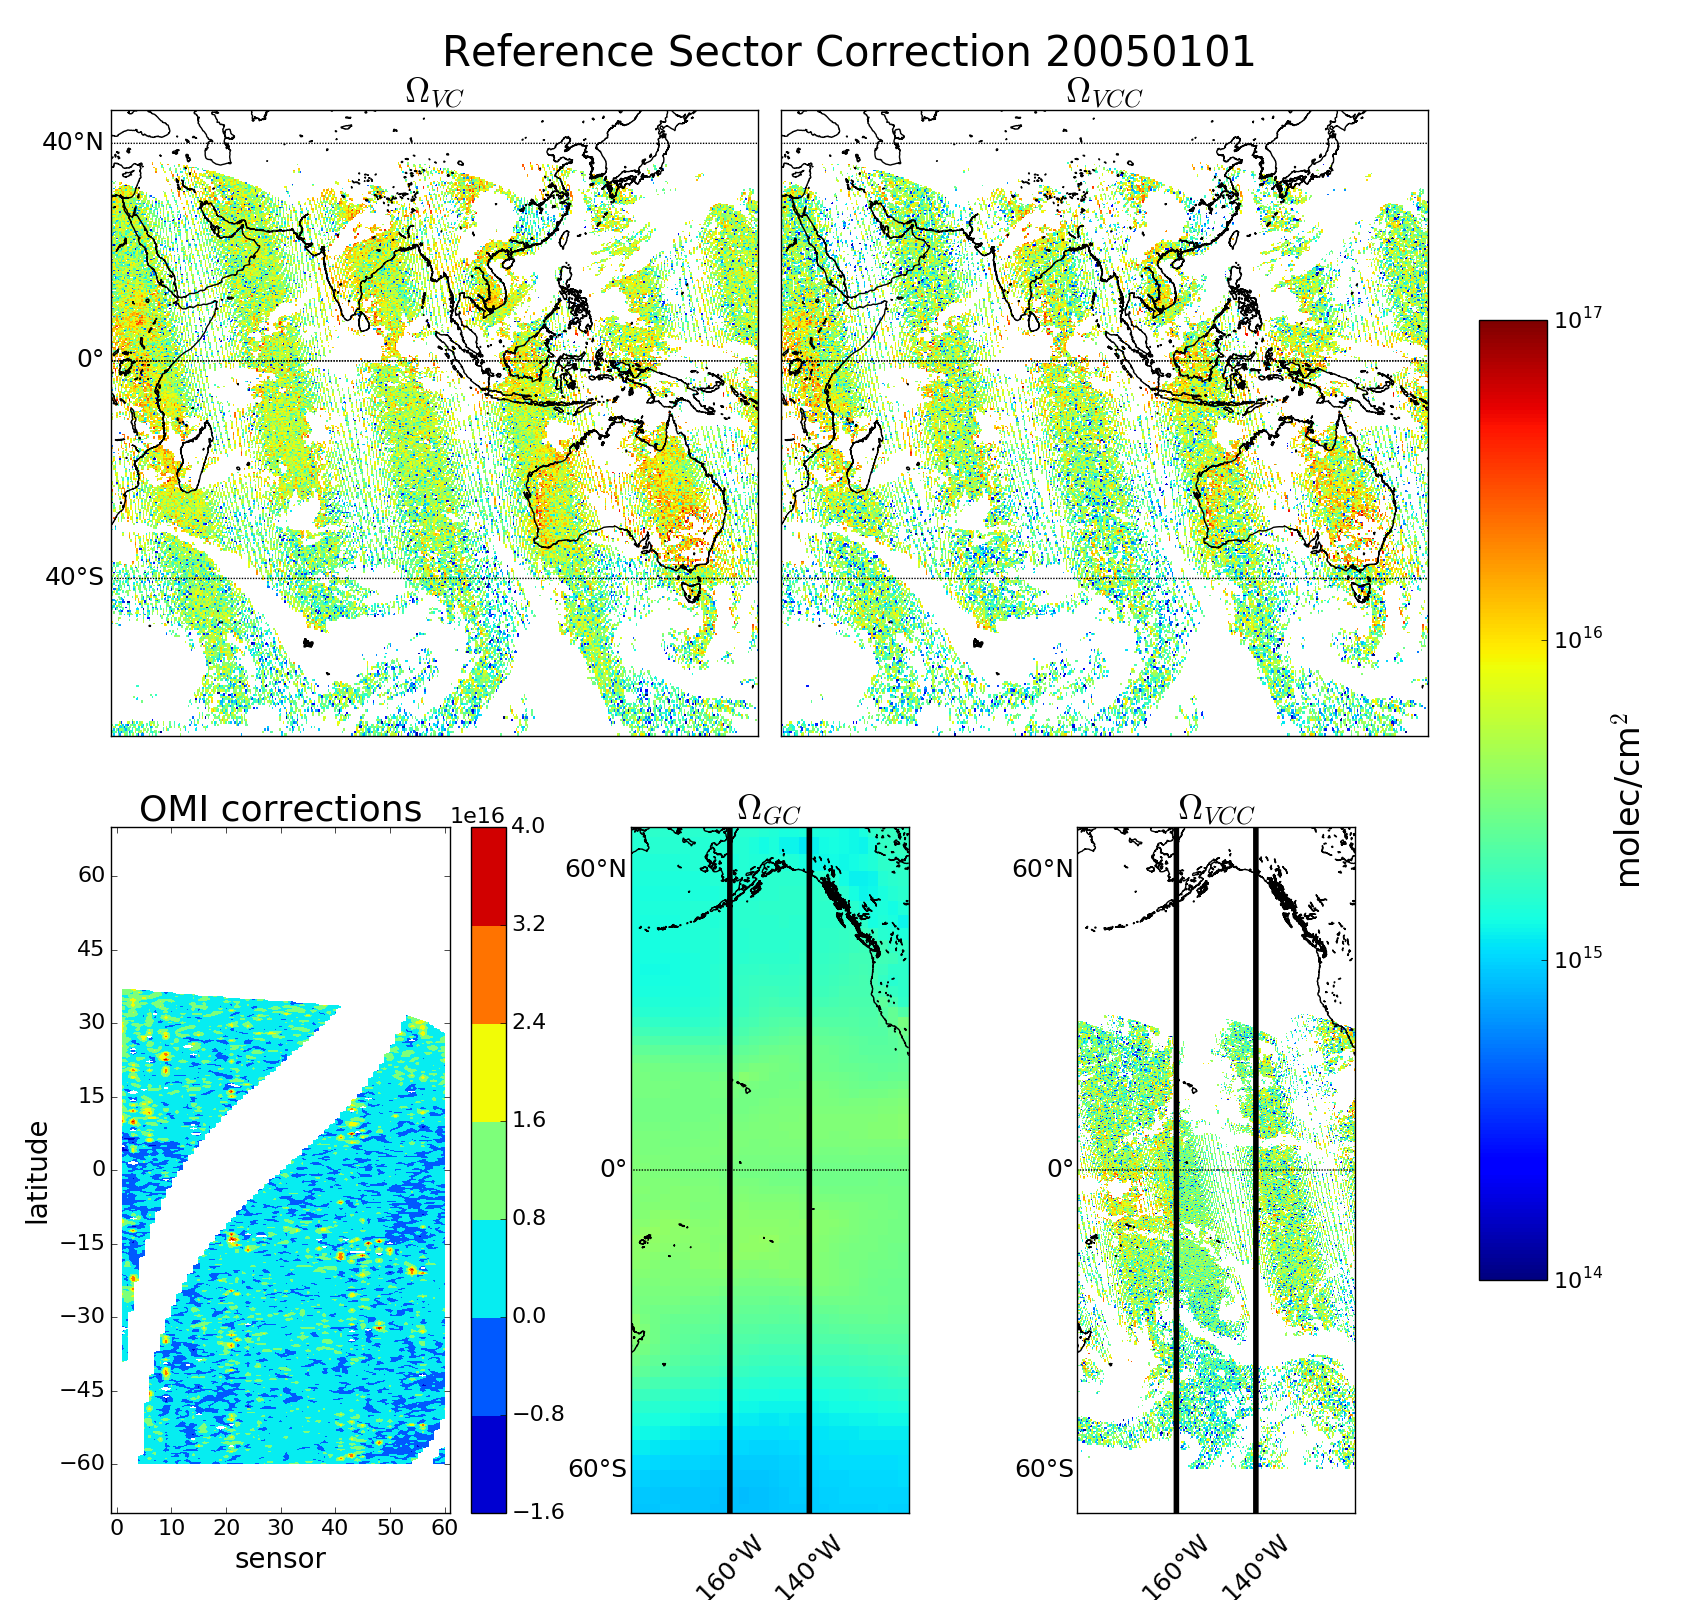 Reference Sector Correction 20050101
Ω_VC
Ω_VCC
40°N
0°
40°S
10^17
10^16
10^15
10^14
molec/cm^2
OMI corrections
1e16
4.0
3.2
2.4
1.6
0.8
0.0
−0.8
−1.6
60
45
30
15
0
−15
−30
−45
−60
latitude
0 10 20 30 40 50 60
sensor
Ω_GC
60°N
0°
60°S
160°W 140°W
Ω_VCC
60°N
0°
60°S
160°W 140°W